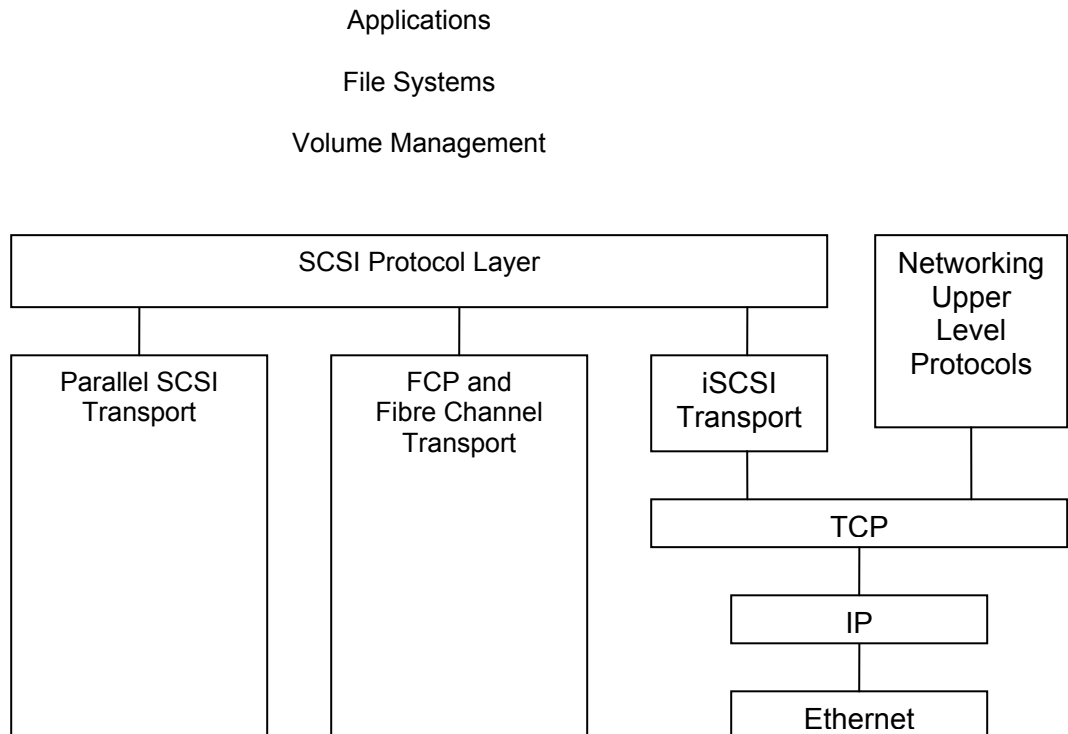 Applications
File Systems
Volume Management
SCSI Protocol Layer
Networking
Upper
Level
Protocols
Parallel SCSI
Transport
FCP and
Fibre Channel
Transport
iSCSI
Transport
TCP
IP
Ethernet